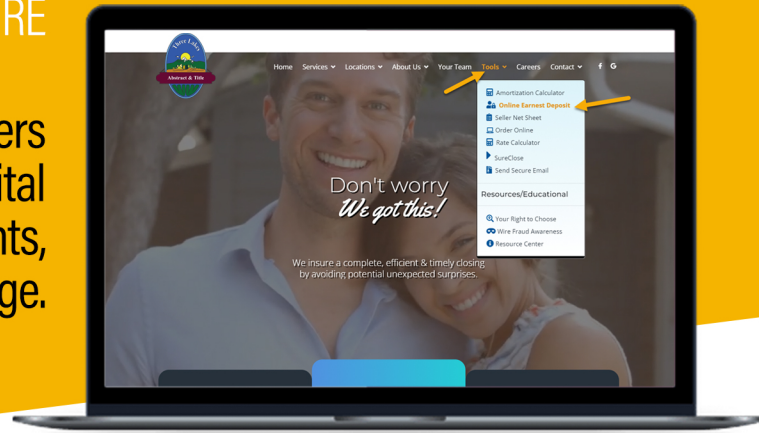 RE
ers
ital
nts,
ge.
Three Lakes
Abstract & Title
Home Services Locations About Us Your Team Tools Careers Contact f G
Amortization Calculator
Online Earnest Deposit
Seller Net Sheet
Order Online
Rate Calculator
SureClose
Send Secure Email
Resources/Educational
Your Right to Choose
Wire Fraud Awareness
Resource Center
Don't worry
We got this!
We insure a complete, efficient & timely closing
by avoiding potential unexpected surprises.